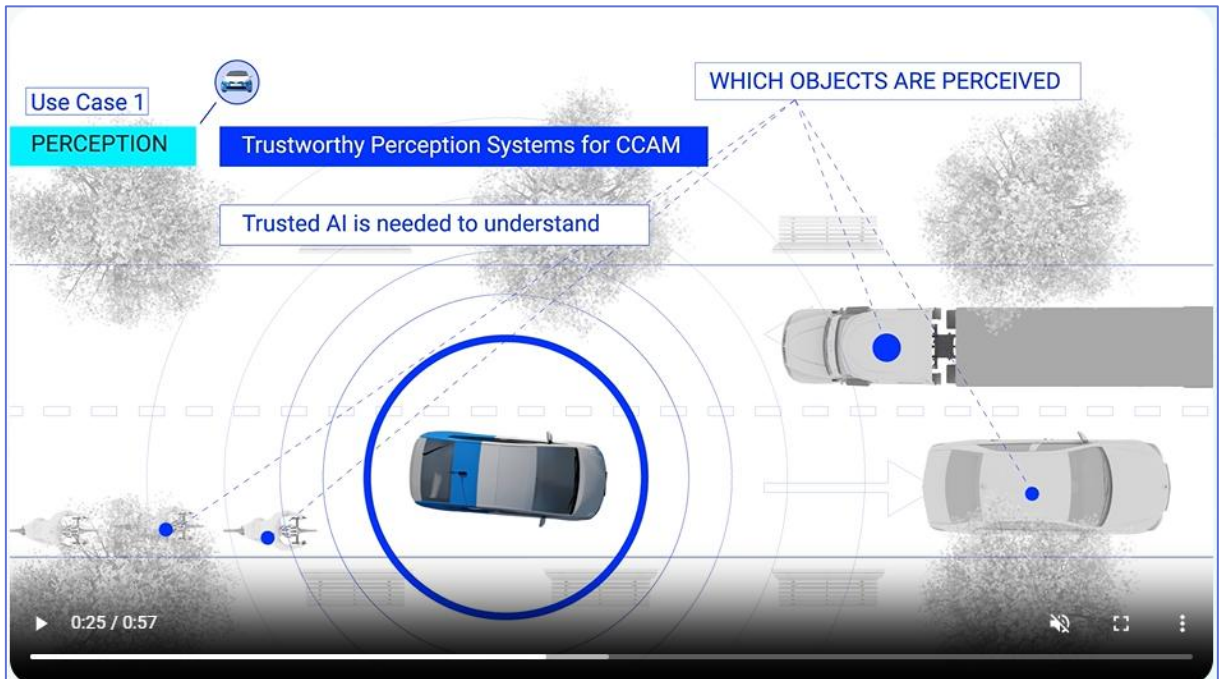 Use Case 1
PERCEPTION
Trustworthy Perception Systems for CCAM
WHICH OBJECTS ARE PERCEIVED
Trusted AI is needed to understand
0:25 / 0:57